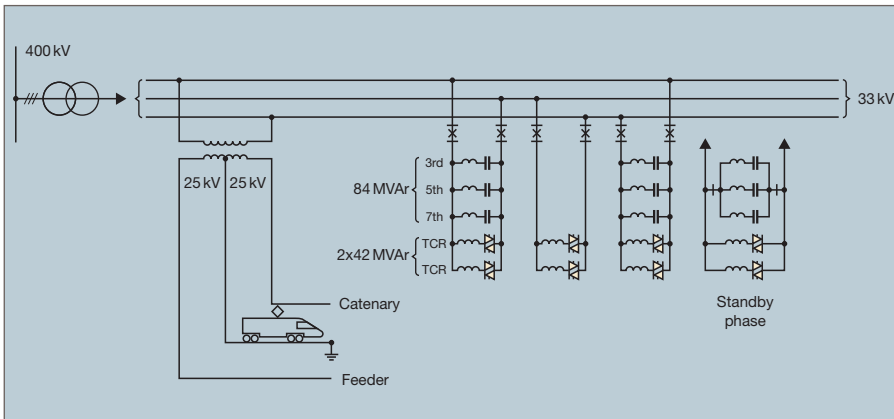 400 kV
33 kV
25 kV 25 kV
3rd
84 MVAr
5th
7th
TCR
2x42 MVAr
TCR
Catenary
Feeder
Standby
phase